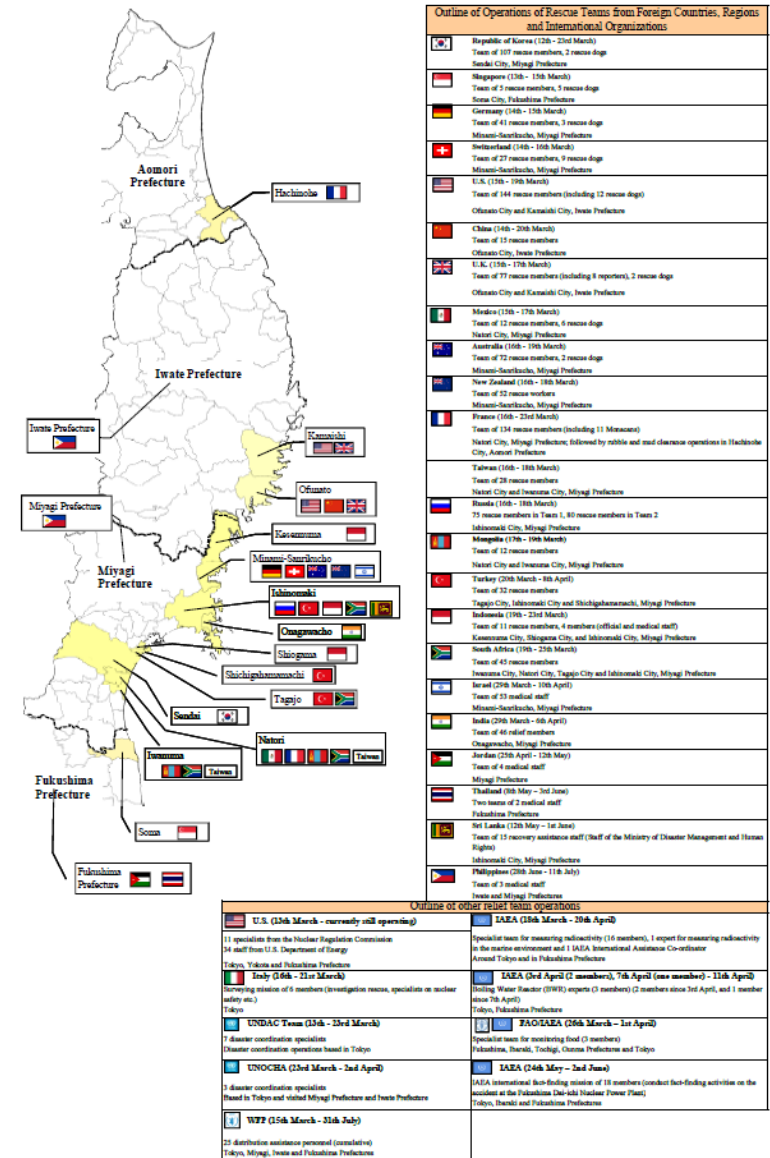 Aomori
Prefecture
Hachinohe
Iwate Prefecture
Iwate Prefecture
Kamaishi
Ofunato
Miyagi Prefecture
Kesennuma
Miyagi
Prefecture
Minami-Sanrikucho
Ishinomaki
Onagawacho
Shiogama
Shichigahamamachi
Tagajo
Sendai
Natori
Taiwan
Iwanuma
Taiwan
Fukushima
Prefecture
Soma
Fukushima
Prefecture
Outline of Operations of Rescue Teams from Foreign Countries, Regions
and International Organizations
Republic of Korea (12th - 23rd March)
Team of 107 rescue members, 2 rescue dogs
Sendai City, Miyagi Prefecture
Singapore (13th - 15th March)
Team of 5 rescue members, 5 rescue dogs
Soma City, Fukushima Prefecture
Germany (14th - 15th March)
Team of 41 rescue members, 3 rescue dogs
Minami-Sanrikucho, Miyagi Prefecture
Switzerland (14th - 16th March)
Team of 27 rescue members, 9 rescue dogs
Minami-Sanrikucho, Miyagi Prefecture
U.S. (15th - 19th March)
Team of 144 rescue members (including 12 rescue dogs)
Ofunato City and Kamaishi City, Iwate Prefecture
China (14th - 20th March)
Team of 15 rescue members
Ofunato City, Iwate Prefecture
U.K. (15th - 17th March)
Team of 77 rescue members (including 8 reporters), 2 rescue dogs
Ofunato City and Kamaishi City, Iwate Prefecture
Mexico (15th - 17th March)
Team of 12 rescue members, 6 rescue dogs
Natori City, Miyagi Prefecture
Australia (16th - 19th March)
Team of 72 rescue members, 2 rescue dogs
Minami-Sanrikucho, Miyagi Prefecture
New Zealand (16th - 18th March)
Team of 52 rescue workers
Minami-Sanrikucho, Miyagi Prefecture
France (16th - 23rd March)
Team of 134 rescue members (including 11 Monacans)
Natori City, Miyagi Prefecture; followed by rubble and mud clearance operations in Hachinohe
City, Aomori Prefecture
Taiwan (16th - 18th March)
Team of 28 rescue members
Natori City and Iwanuma City, Miyagi Prefecture
Russia (16th - 18th March)
75 rescue members in Team 1, 80 rescue members in Team 2
Ishinomaki City, Miyagi Prefecture
Mongolia (17th - 19th March)
Team of 12 rescue members
Natori City and Iwanuma City, Miyagi Prefecture
Turkey (20th March - 8th April)
Team of 32 rescue members
Tagajo City, Ishinomaki City and Shichigahamamachi, Miyagi Prefecture
Indonesia (19th - 23rd March)
Team of 11 rescue members, 4 members (official and medical staff)
Kesennuma City, Shiogama City, and Ishinomaki City, Miyagi Prefecture
South Africa (19th - 25th March)
Team of 45 rescue members
Iwanuma City, Natori City, Tagajo City and Ishinomaki City, Miyagi Prefecture
Israel (29th March - 10th April)
Team of 53 medical staff
Minami-Sanrikucho, Miyagi Prefecture
India (29th March - 6th April)
Team of 46 relief members
Onagawacho, Miyagi Prefecture
Jordan (25th April - 12th May)
Team of 4 medical staff
Miyagi Prefecture
Thailand (8th May – 3rd June)
Two teams of 2 medical staff
Fukushima Prefecture
Sri Lanka (12th May – 1st June)
Team of 15 recovery assistance staff (Staff of the Ministry of Disaster Management and Human
Rights)
Ishinomaki City, Miyagi Prefecture
Philippines (28th June - 11th July)
Team of 3 medical staff
Iwate and Miyagi Prefectures
Outline of other relief team operations
U.S. (13th March - currently still operating)
11 specialists from the Nuclear Regulation Commission
34 staff from U.S. Department of Energy
Tokyo, Yokota and Fukushima Prefecture
IAEA (18th March - 20th April)
Specialist team for measuring radioactivity (16 members), 1 expert for measuring radioactivity
in the marine environment and 1 IAEA International Assistance Co-ordinator
Around Tokyo and in Fukushima Prefecture
Italy (16th - 21st March)
Surveying mission of 6 members (investigation rescue, specialists on nuclear
safety etc.)
Tokyo
IAEA (3rd April (2 members), 7th April (one member) - 11th April)
Boiling Water Reactor (BWR) experts (3 members) (2 members since 3rd April, and 1 member
since 7th April)
Tokyo, Fukushima Prefecture
UNDAC Team (13th - 23rd March)
7 disaster coordination specialists
Disaster coordination operations based in Tokyo
FAO/IAEA (26th March – 1st April)
Specialist team for monitoring food (3 members)
Fukushima, Ibaraki, Tochigi, Gunma Prefectures and Tokyo
UNOCHA (23rd March - 2nd April)
3 disaster coordination specialists
Based in Tokyo and visited Miyagi Prefecture and Iwate Prefecture
IAEA (24th May – 2nd June)
IAEA international fact-finding mission of 18 members (conduct fact-finding activities on the
accident at the Fukushima Dai-ichi Nuclear Power Plant)
Tokyo, Ibaraki and Fukushima Prefectures
WFP (15th March - 31th July)
25 distribution assistance personnel (cumulative)
Tokyo, Miyagi, Iwate and Fukushima Prefectures